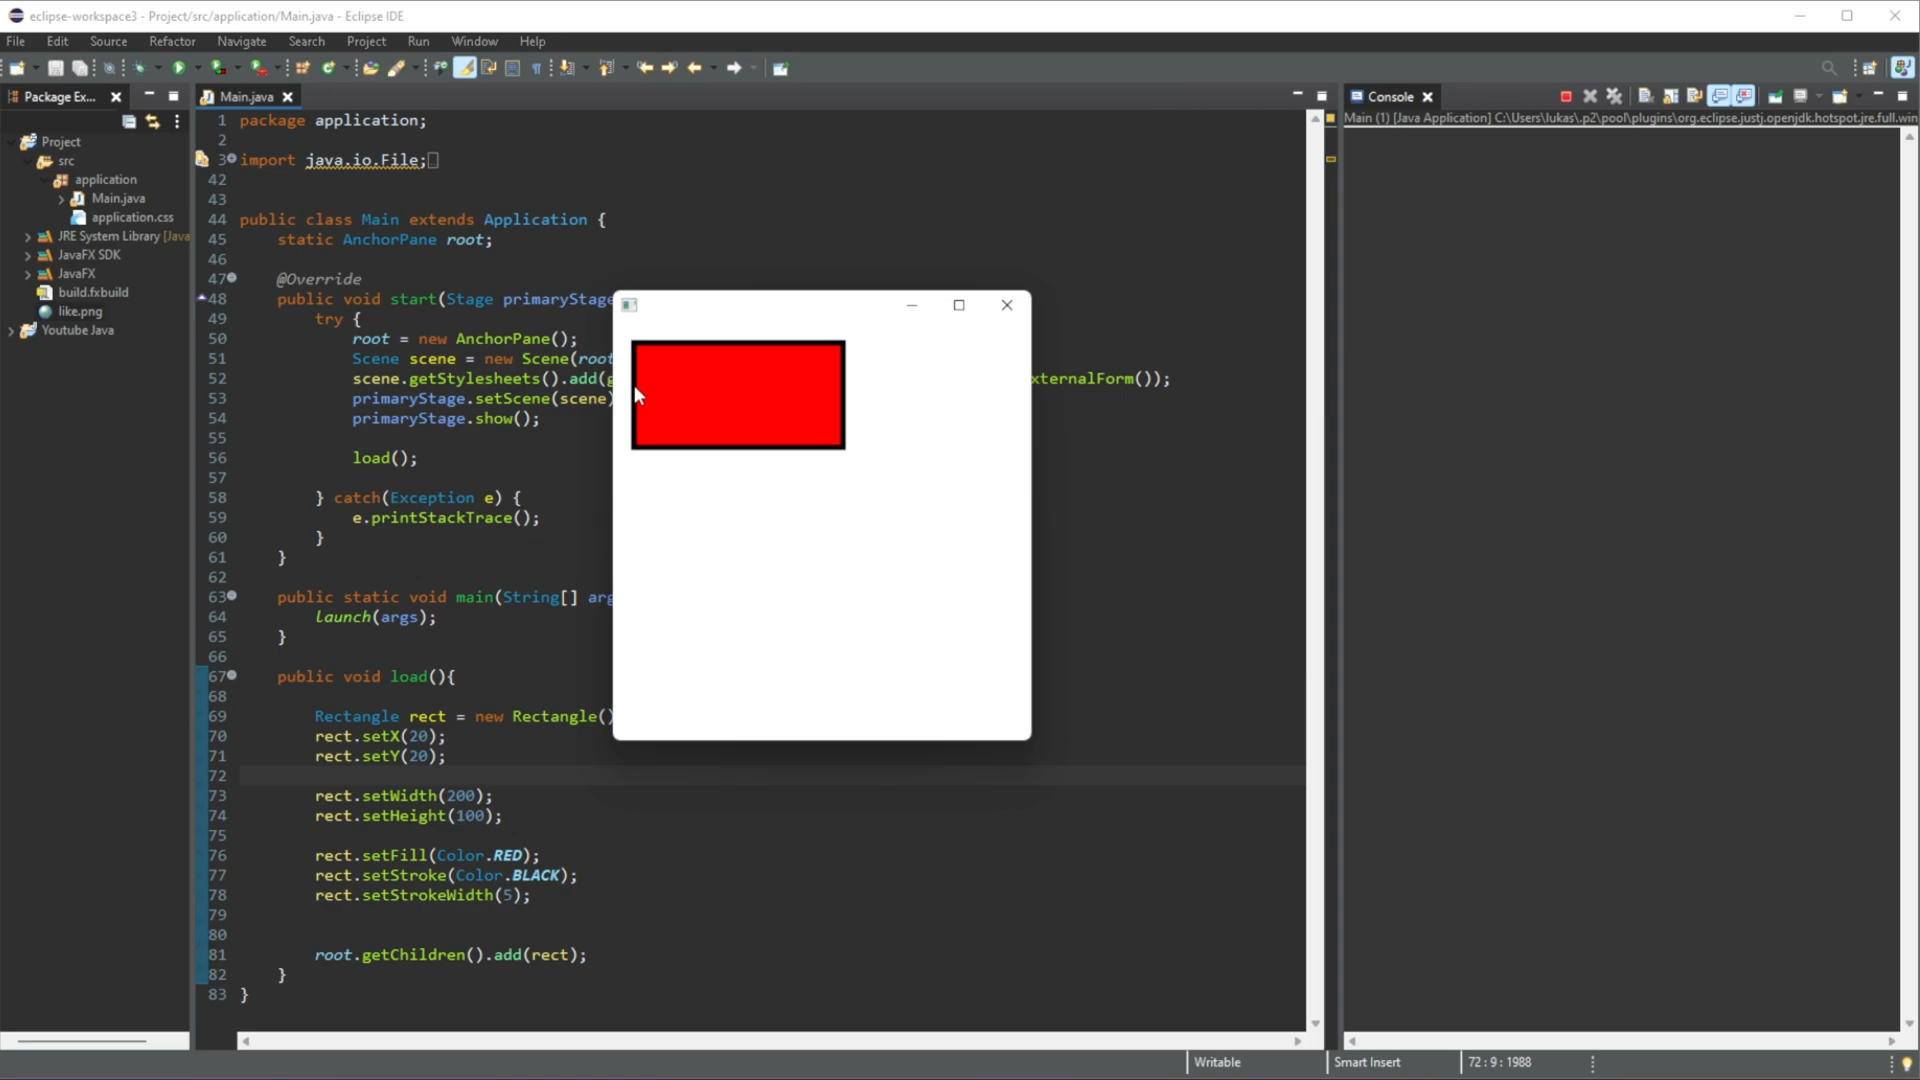 eclipse-workspace3 - Project/src/application/Main.java - Eclipse IDE
File Edit Source Refactor Navigate Search Project Run Window Help
Package Ex...
Main.java
Console
Main (1) [Java Application] C:\Users\lukas\.p2\pool\plugins\org.eclipse.justj.openjdk.hotspot.jre.full.win
Project
src
application
Main.java
application.css
JRE System Library [Java
JavaFX SDK
JavaFX
build.fxbuild
like.png
Youtube Java
1 package application;
2
3 import java.io.File;
42
43
44 public class Main extends Application {
45 static AnchorPane root;
46
47 @Override
48 public void start(Stage primaryStage
49 try {
50 root = new AnchorPane();
51 Scene scene = new Scene(root
52 scene.getStylesheets().add(g xternalForm());
53 primaryStage.setScene(scene)
54 primaryStage.show();
55
56 load();
57
58 } catch(Exception e) {
59 e.printStackTrace();
60 }
61 }
62
63 public static void main(String[] arg
64 launch(args);
65 }
66
67 public void load(){
68
69 Rectangle rect = new Rectangle()
70 rect.setX(20);
71 rect.setY(20);
72
73 rect.setWidth(200);
74 rect.setHeight(100);
75
76 rect.setFill(Color.RED);
77 rect.setStroke(Color.BLACK);
78 rect.setStrokeWidth(5);
79
80
81 root.getChildren().add(rect);
82 }
83 }
Writable
Smart Insert
72 : 9 : 1988